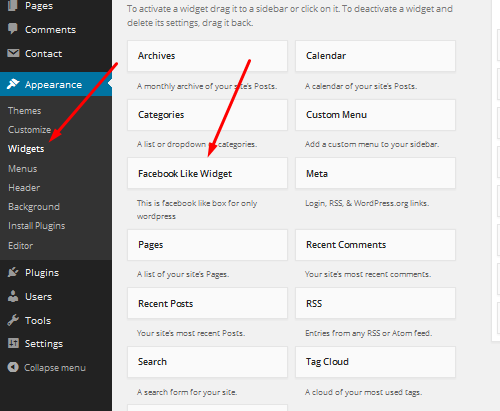 Pages
Comments
Contact
Appearance
Themes
Customize
Widgets
Menus
Header
Background
Install Plugins
Editor
Plugins
Users
Tools
Settings
Collapse menu
To activate a widget drag it to a sidebar or click on it. To deactivate a widget and
delete its settings, drag it back.
Archives
A monthly archive of your site's Posts.
Calendar
A calendar of your site's Posts.
Categories
A list or dropdown categories.
Custom Menu
Add a custom menu to your sidebar.
Facebook Like Widget
This is facebook like box for only
wordpress
Meta
Login, RSS, & WordPress.org links.
Pages
A list of your site's Pages.
Recent Comments
Your site's most recent comments.
Recent Posts
Your site's most recent Posts.
RSS
Entries from any RSS or Atom feed.
Search
A search form for your site.
Tag Cloud
A cloud of your most used tags.